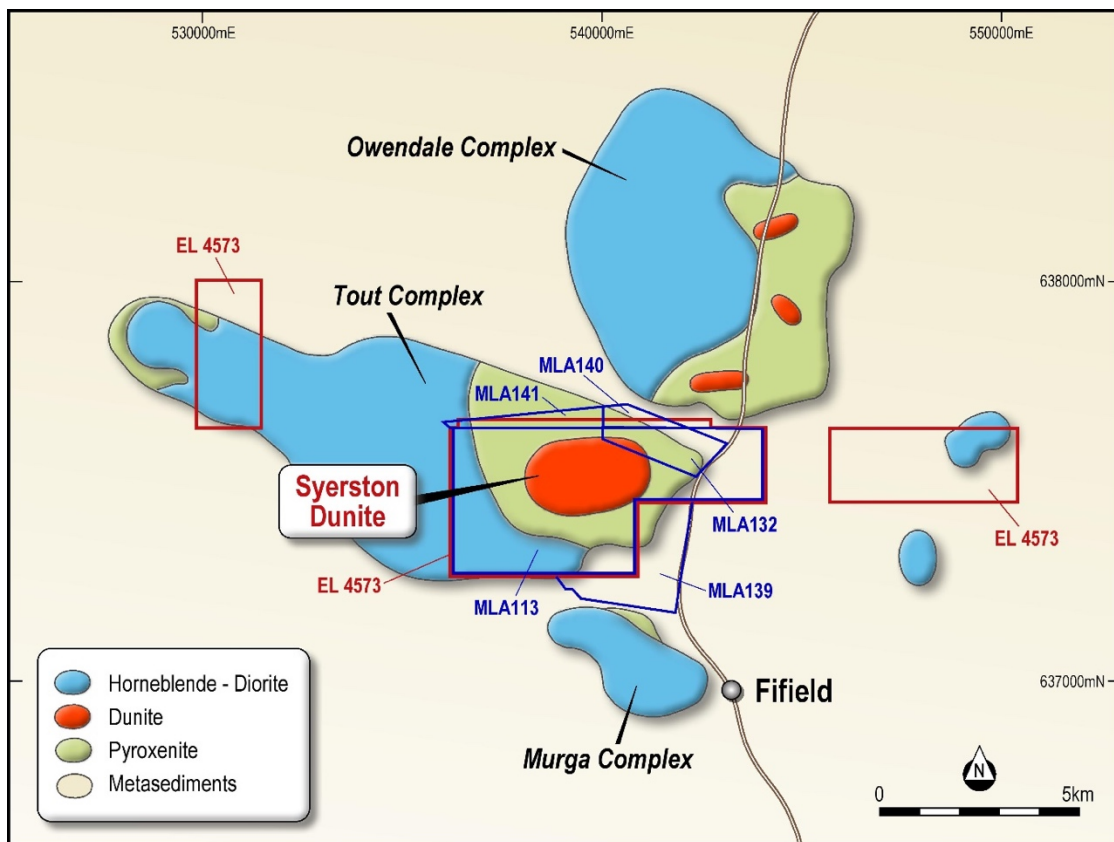 530000mE
540000mE
550000mE
Owendale Complex
EL 4573
638000mN
Tout Complex
MLA140
MLA141
Syerston
Dunite
MLA132
EL 4573
EL 4573
MLA113
MLA139
Horneblende - Diorite
Dunite
Pyroxenite
Metasediments
Fifield
637000mN
Murga Complex
N
0
5km